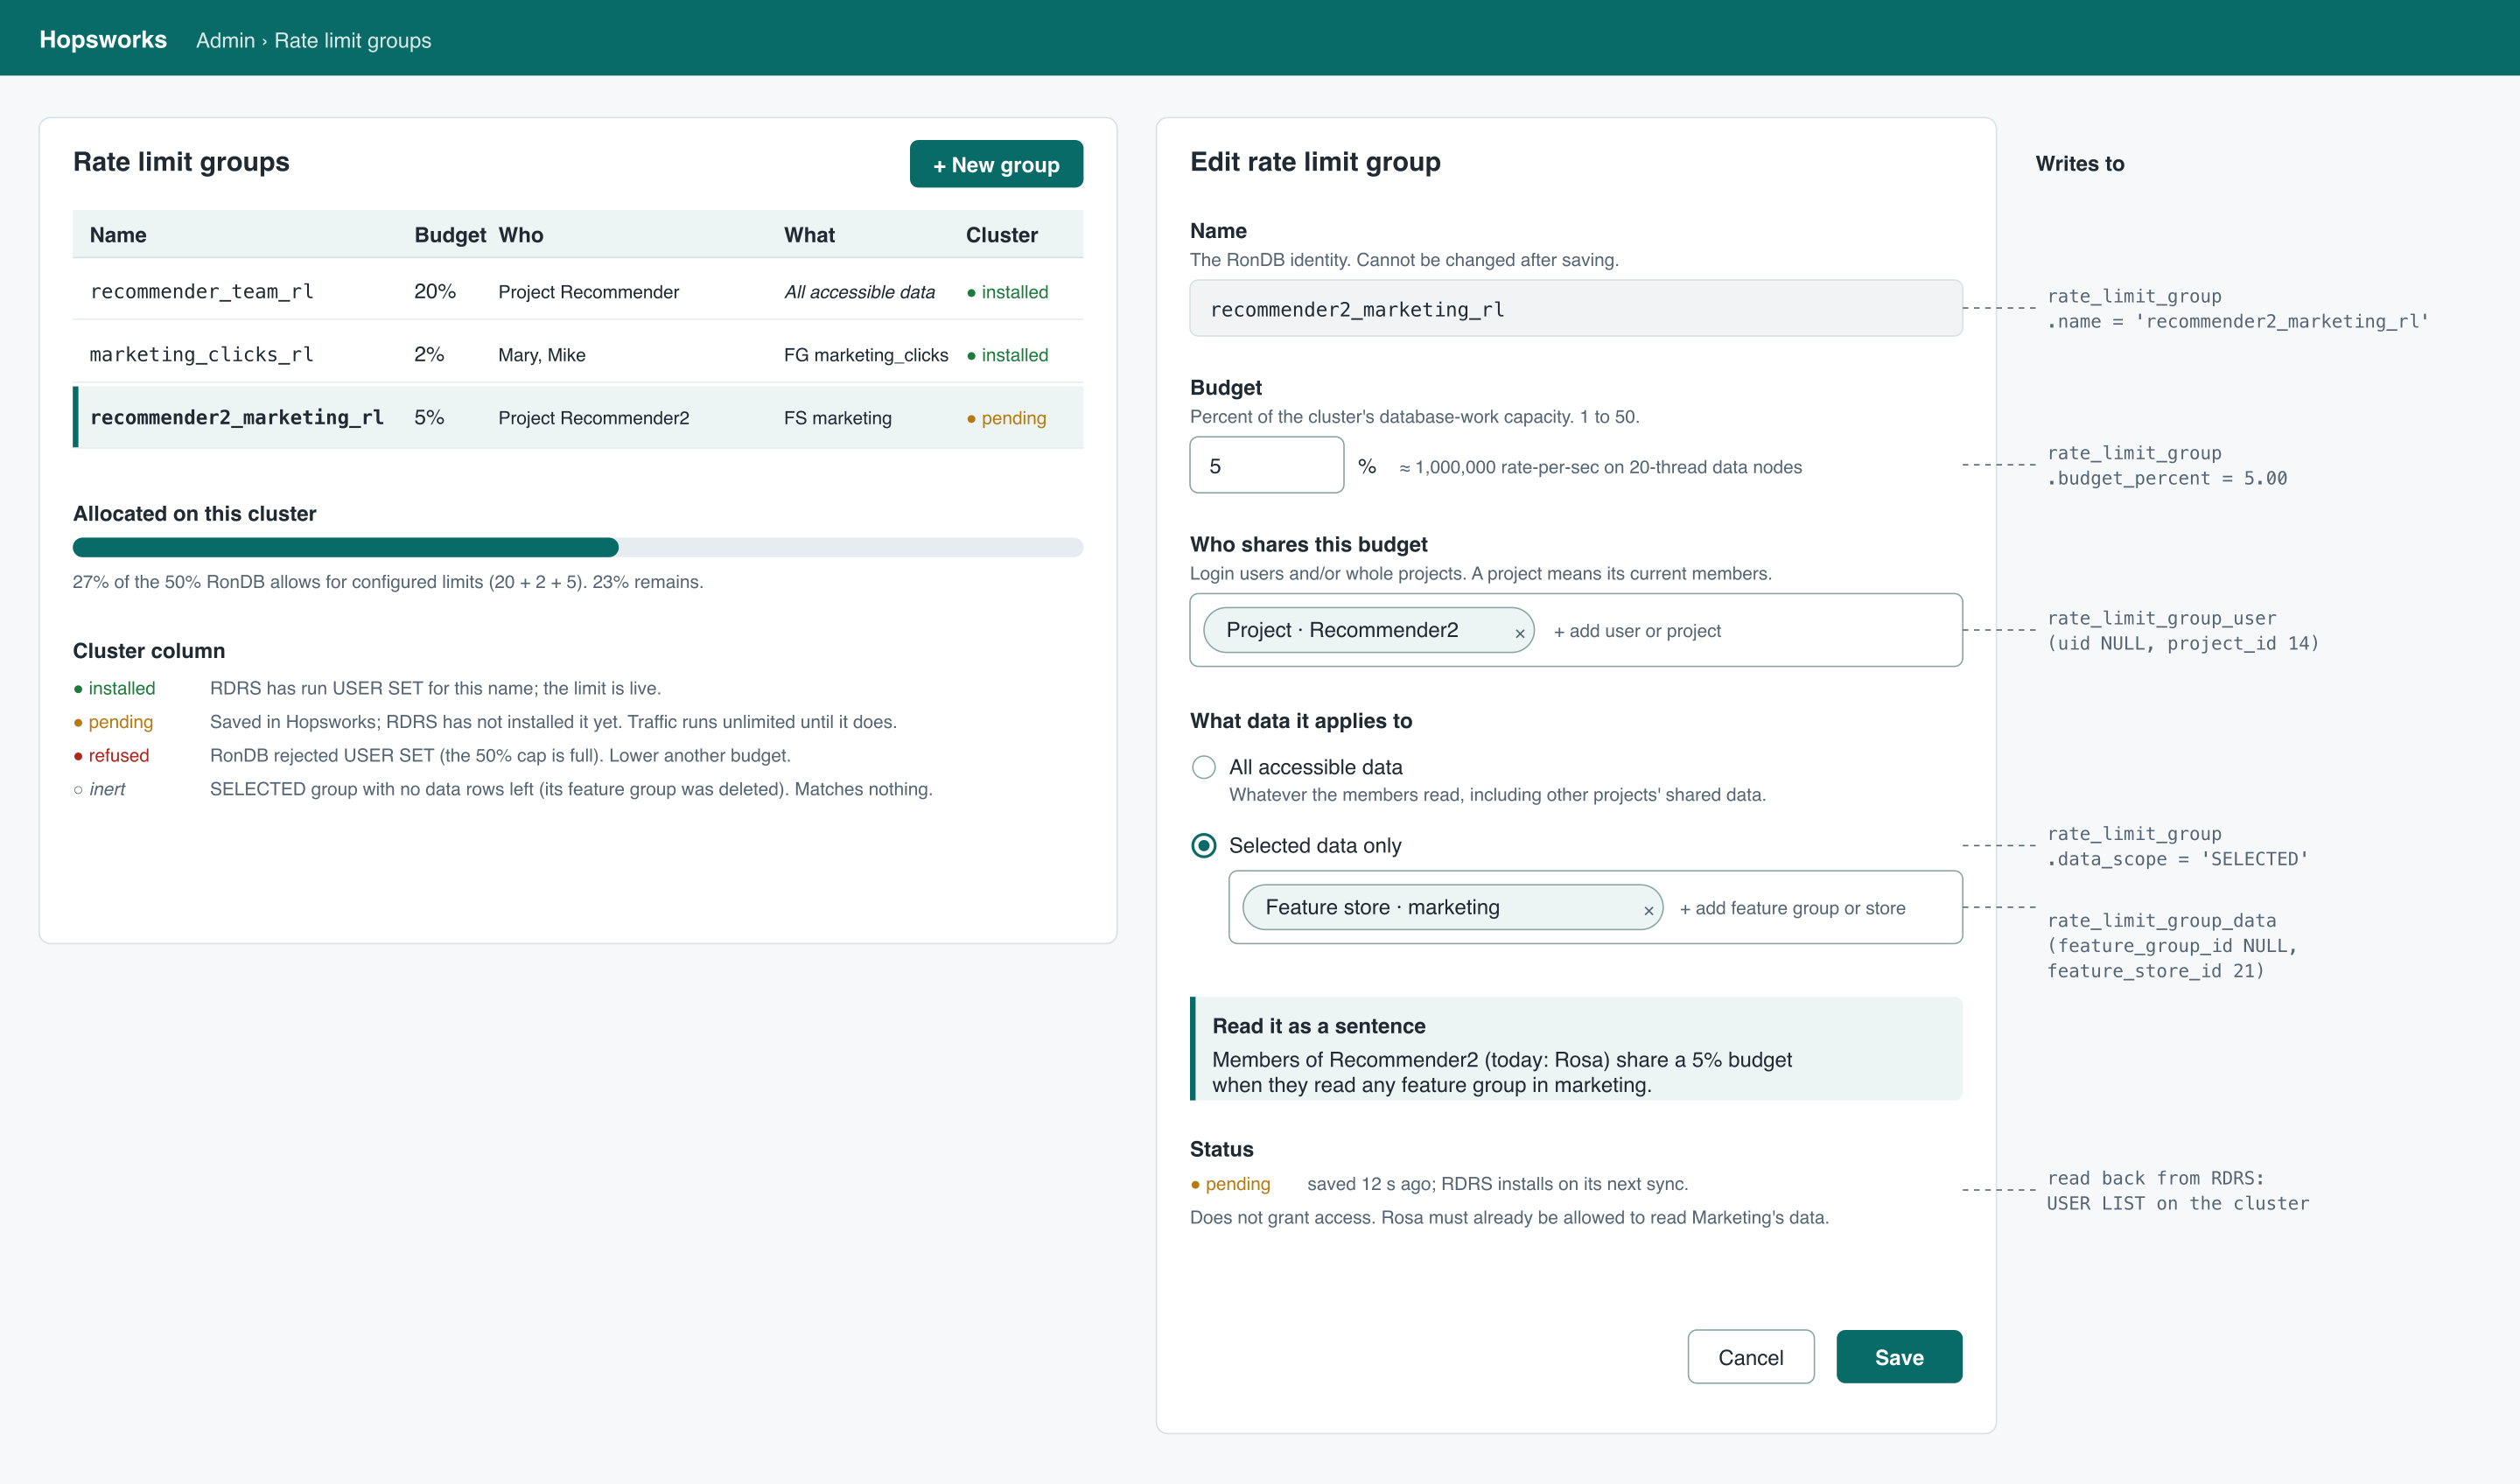 Hopsworks Admin › Rate limit groups
Rate limit groups
+ New group
Name Budget Who What Cluster
recommender_team_rl 20% Project Recommender All accessible data ● installed
marketing_clicks_rl 2% Mary, Mike FG marketing_clicks ● installed
recommender2_marketing_rl 5% Project Recommender2 FS marketing ● pending
Allocated on this cluster
27% of the 50% RonDB allows for configured limits (20 + 2 + 5). 23% remains.
Cluster column
● installed RDRS has run USER SET for this name; the limit is live.
● pending Saved in Hopsworks; RDRS has not installed it yet. Traffic runs unlimited until it does.
● refused RonDB rejected USER SET (the 50% cap is full). Lower another budget.
○ inert SELECTED group with no data rows left (its feature group was deleted). Matches nothing.
Edit rate limit group
Name
The RonDB identity. Cannot be changed after saving.
recommender2_marketing_rl
Budget
Percent of the cluster's database-work capacity. 1 to 50.
5 % ≈ 1,000,000 rate-per-sec on 20-thread data nodes
Who shares this budget
Login users and/or whole projects. A project means its current members.
Project · Recommender2 × + add user or project
What data it applies to
All accessible data
Whatever the members read, including other projects' shared data.
Selected data only
Feature store · marketing × + add feature group or store
Read it as a sentence
Members of Recommender2 (today: Rosa) share a 5% budget
when they read any feature group in marketing.
Status
● pending saved 12 s ago; RDRS installs on its next sync.
Does not grant access. Rosa must already be allowed to read Marketing's data.
Cancel Save
Writes to
rate_limit_group
.name = 'recommender2_marketing_rl'
rate_limit_group
.budget_percent = 5.00
rate_limit_group_user
(uid NULL, project_id 14)
rate_limit_group
.data_scope = 'SELECTED'
rate_limit_group_data
(feature_group_id NULL,
feature_store_id 21)
read back from RDRS:
USER LIST on the cluster